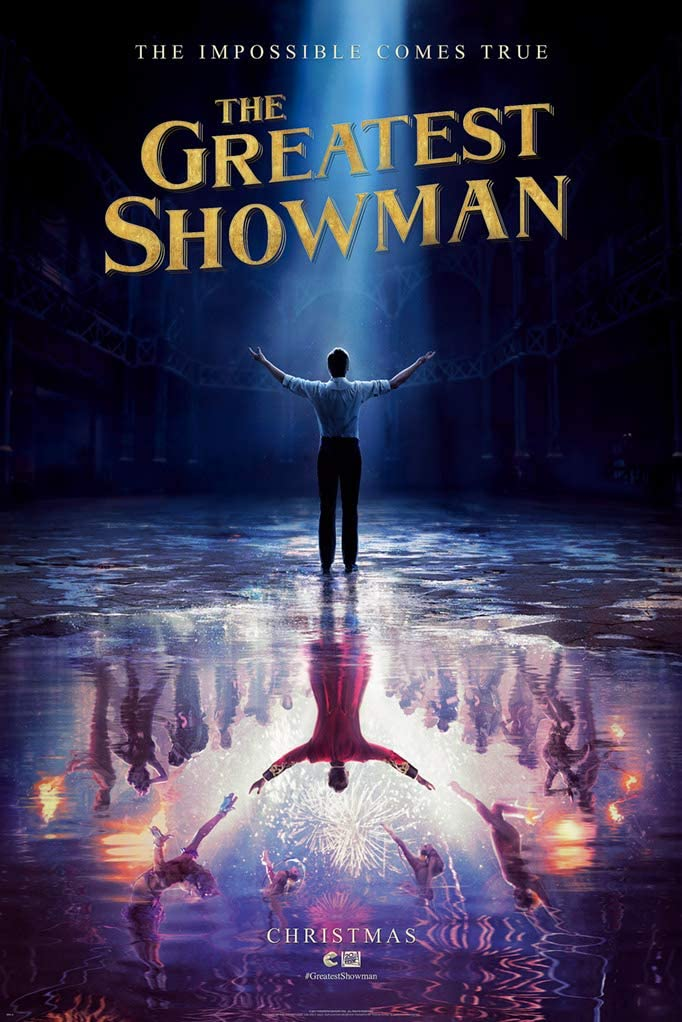 THE IMPOSSIBLE COMES TRUE
THE
GREATEST
SHOWMAN
CHRISTMAS
#GreatestShowman